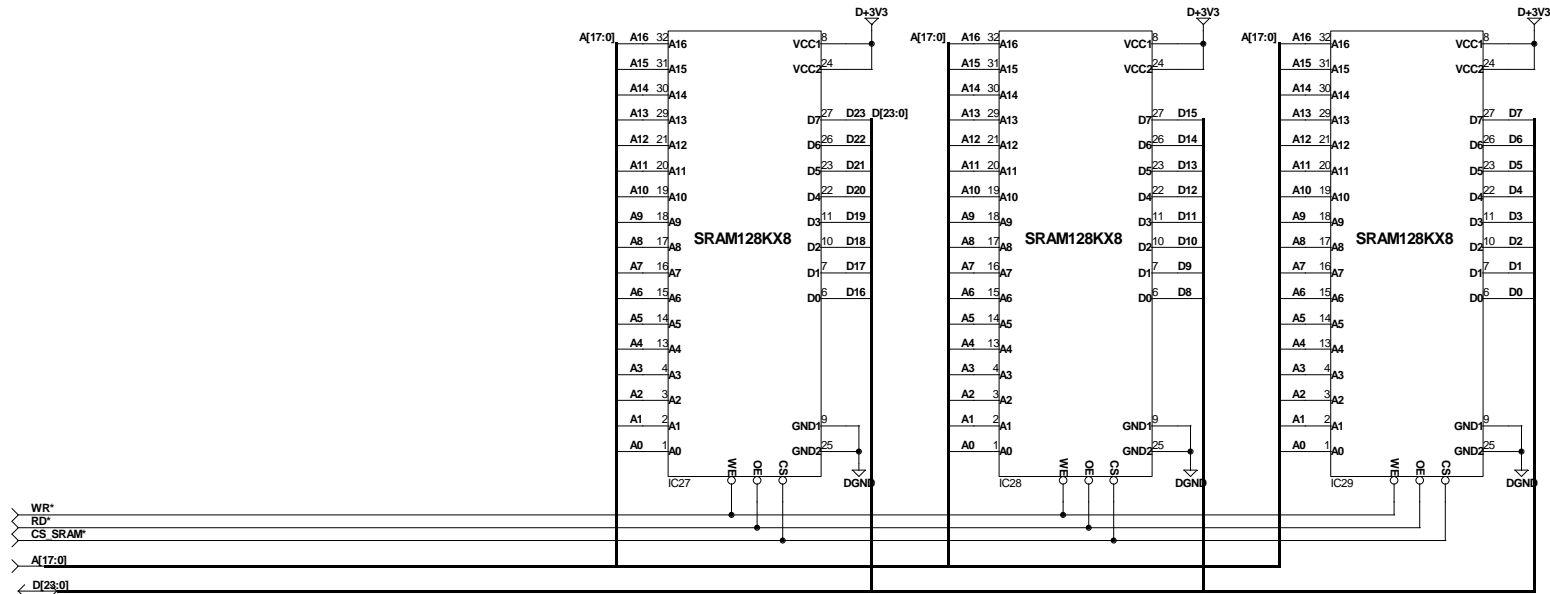 D+3V3 D+3V3 D+3V3
A[17:0] A16 32 A16 VCC1 8 A[17:0] A16 32 A16 VCC1 8 A[17:0] A16 32 A16 VCC1 8
A15 31 A15 VCC2 24 A15 31 A15 VCC2 24 A15 31 A15 VCC2 24
A14 30 A14 A14 30 A14 A14 30 A14
A13 29 A13 D7 27 D23 D[23:0] A13 29 A13 D7 27 D15 A13 29 A13 D7 27 D7
A12 21 A12 D6 26 D22 A12 21 A12 D6 26 D14 A12 21 A12 D6 26 D6
A11 20 A11 D5 23 D21 A11 20 A11 D5 23 D13 A11 20 A11 D5 23 D5
A10 19 A10 D4 22 D20 A10 19 A10 D4 22 D12 A10 19 A10 D4 22 D4
A9 18 A9 D3 11 D19 A9 18 A9 D3 11 D11 A9 18 A9 D3 11 D3
SRAM128KX8 SRAM128KX8 SRAM128KX8
A8 17 A8 D2 10 D18 A8 17 A8 D2 10 D10 A8 17 A8 D2 10 D2
A7 16 A7 D1 7 D17 A7 16 A7 D1 7 D9 A7 16 A7 D1 7 D1
A6 15 A6 D0 6 D16 A6 15 A6 D0 6 D8 A6 15 A6 D0 6 D0
A5 14 A5 A5 14 A5 A5 14 A5
A4 13 A4 A4 13 A4 A4 13 A4
A3 4 A3 A3 4 A3 A3 4 A3
A2 3 A2 A2 3 A2 A2 3 A2
A1 2 A1 GND1 9 A1 2 A1 GND1 9 A1 2 A1 GND1 9
A0 1 A0 GND2 25 A0 1 A0 GND2 25 A0 1 A0 GND2 25
WE OE CS WE OE CS WE OE CS
IC27 DGND IC28 DGND IC29 DGND
WR*
RD*
CS_SRAM*
A[17:0]
D[23:0]